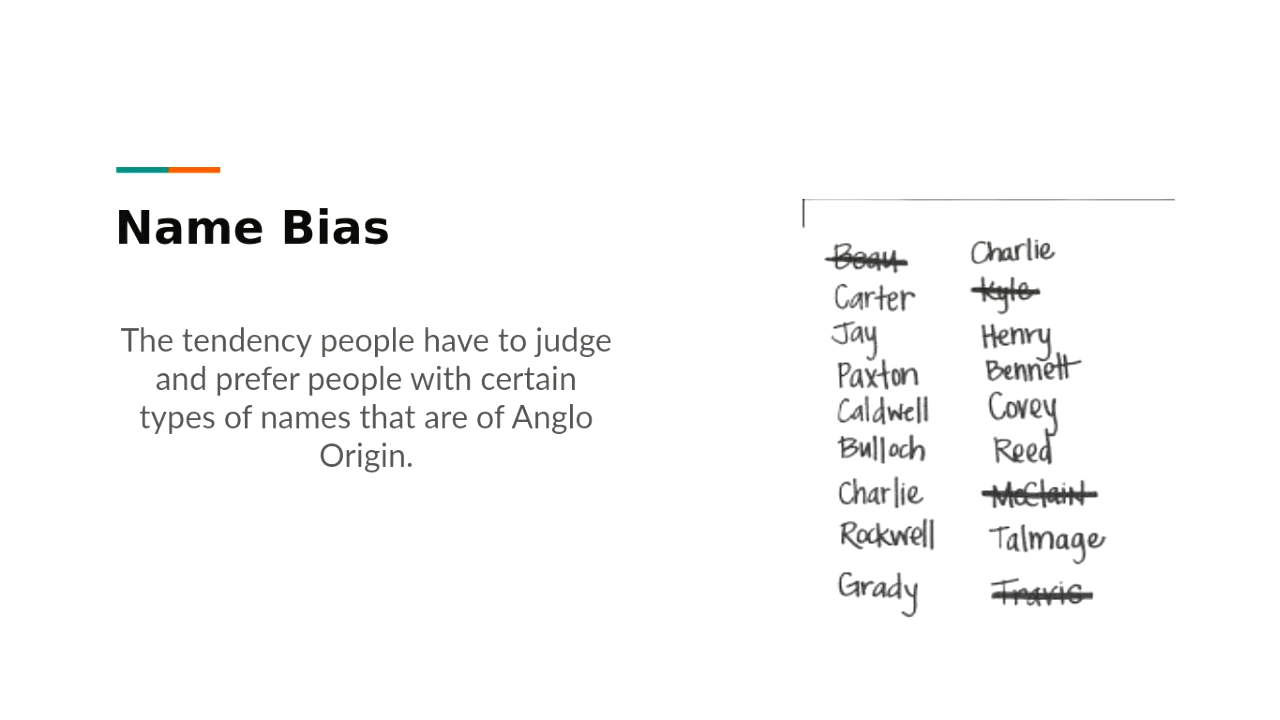 Name Bias
The tendency people have to judge
and prefer people with certain
types of names that are of Anglo
Origin.
Beau
Carter
Jay
Paxton
Caldwell
Bulloch
Charlie
Rockwell
Grady
Charlie
Kyle
Henry
Bennett
Covey
Reed
McClain
Talmage
Travis